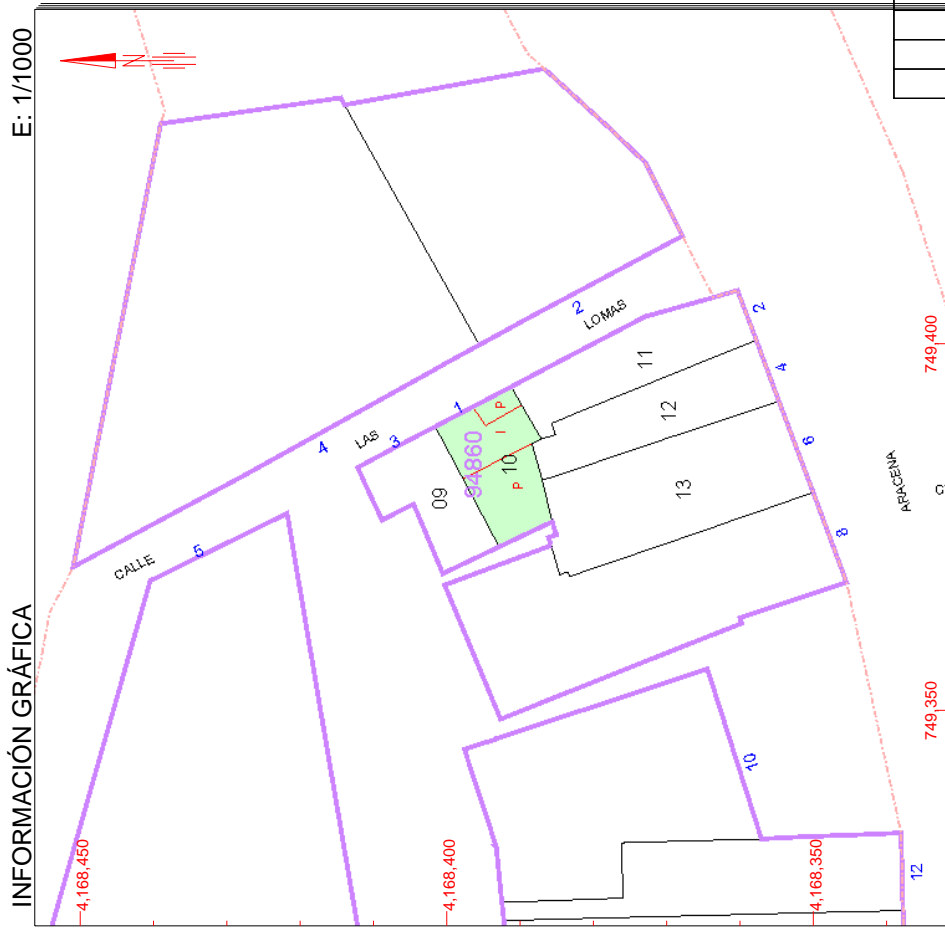 INFORMACIÓN GRÁFICA
E: 1/1000
N
4,168,450
4,168,400
4,168,350
749,400
749,350
CALLE
LAS
LOMAS
5
4
3
1
2
94860
09
10
P
I
P
11
12
13
2
4
6
8
10
12
ARACENA